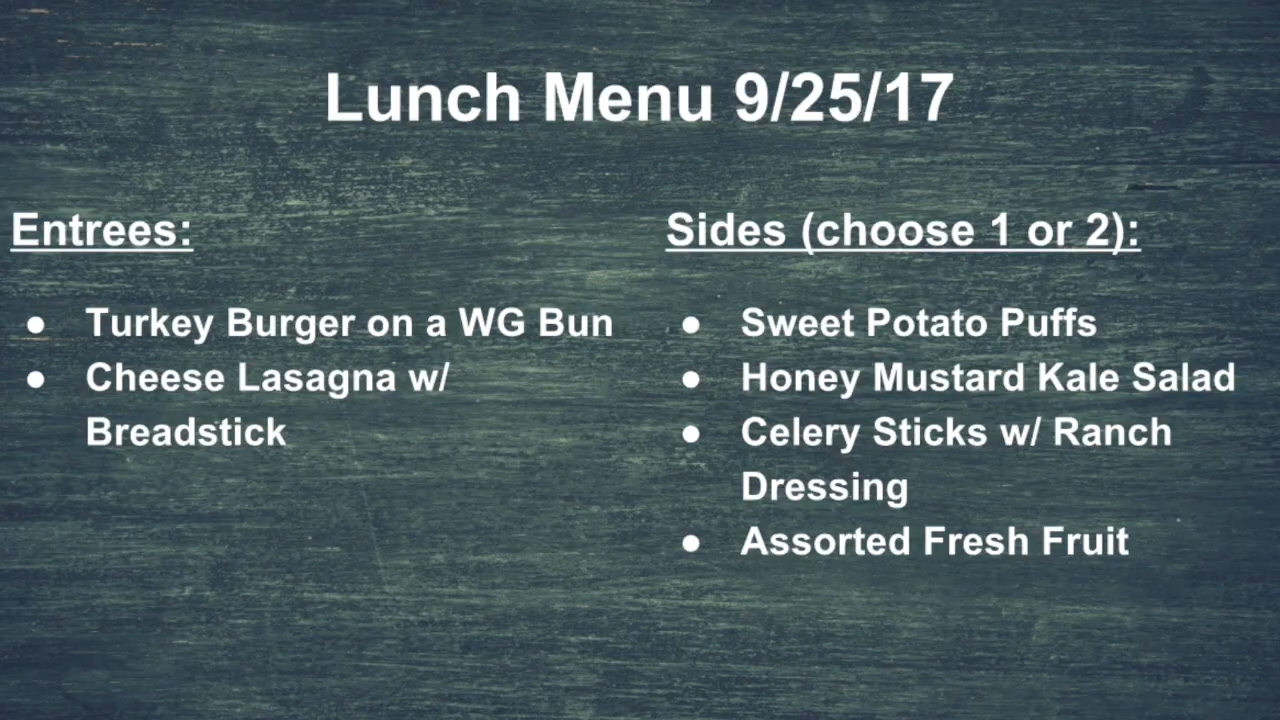 Lunch Menu 9/25/17
Entrees:
● Turkey Burger on a WG Bun
● Cheese Lasagna w/
Breadstick
Sides (choose 1 or 2):
● Sweet Potato Puffs
● Honey Mustard Kale Salad
● Celery Sticks w/ Ranch
Dressing
● Assorted Fresh Fruit